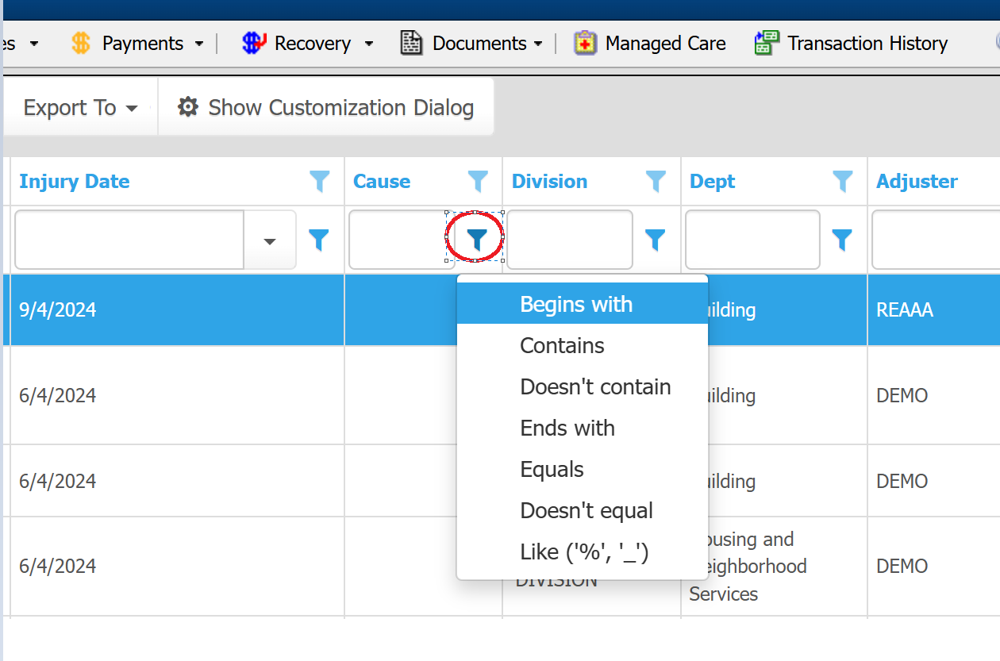 es Payments Recovery Documents Managed Care Transaction History
Export To Show Customization Dialog
Injury Date Cause Division Dept Adjuster
9/4/2024 uilding REAAA
Begins with
Contains
Doesn't contain
Ends with
Equals
Doesn't equal
Like ('%', '_')
6/4/2024 uilding DEMO
6/4/2024 uilding DEMO
6/4/2024 DIVISION ousing and
eighborhood
Services DEMO